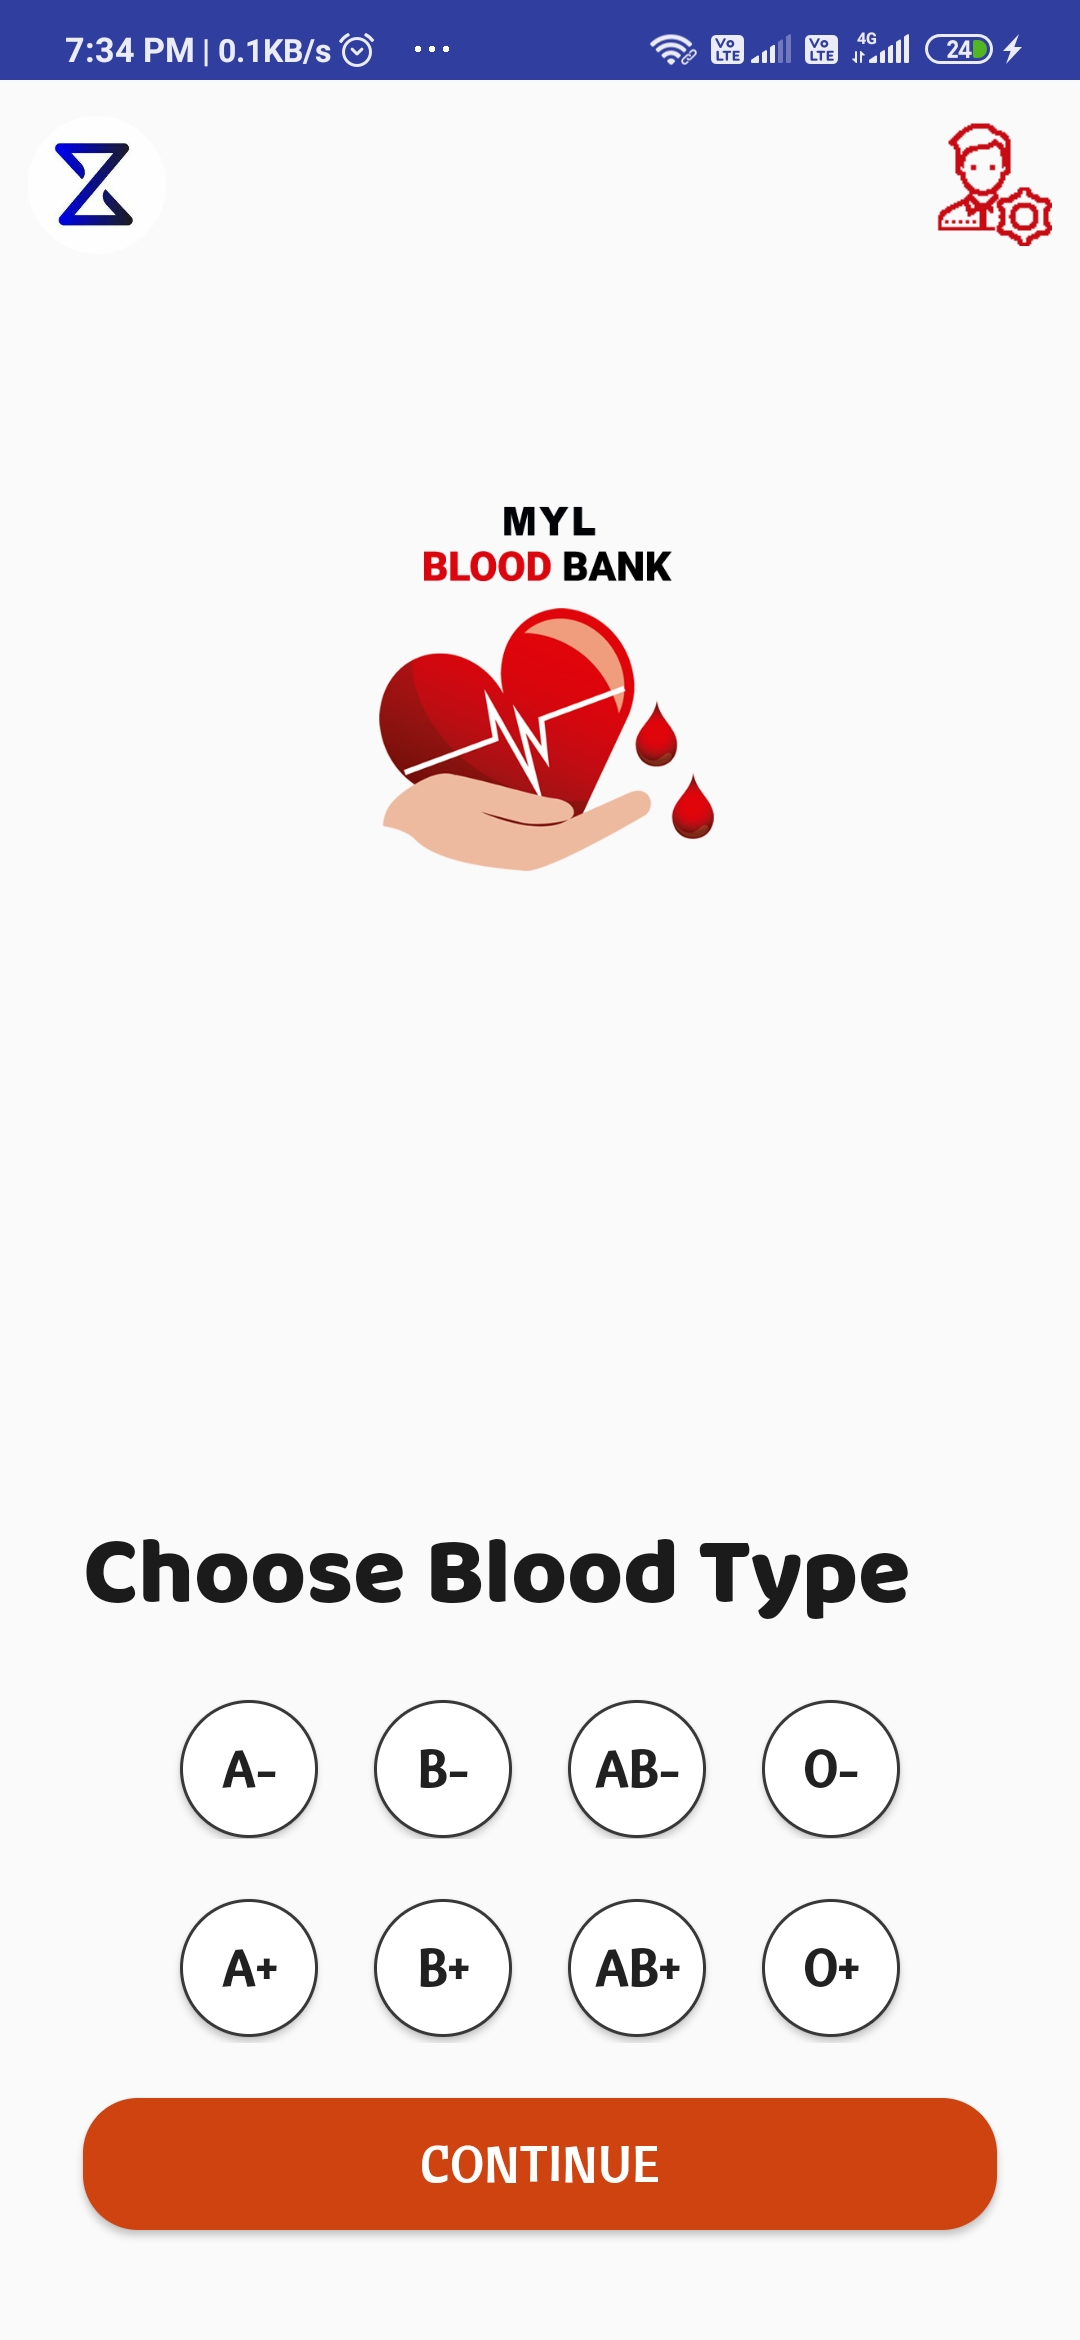 7:34 PM | 0.1KB/s ... Vo LTE Vo LTE 4G 24
MYL
BLOOD BANK
Choose Blood Type
A- B- AB- O-
A+ B+ AB+ O+
CONTINUE